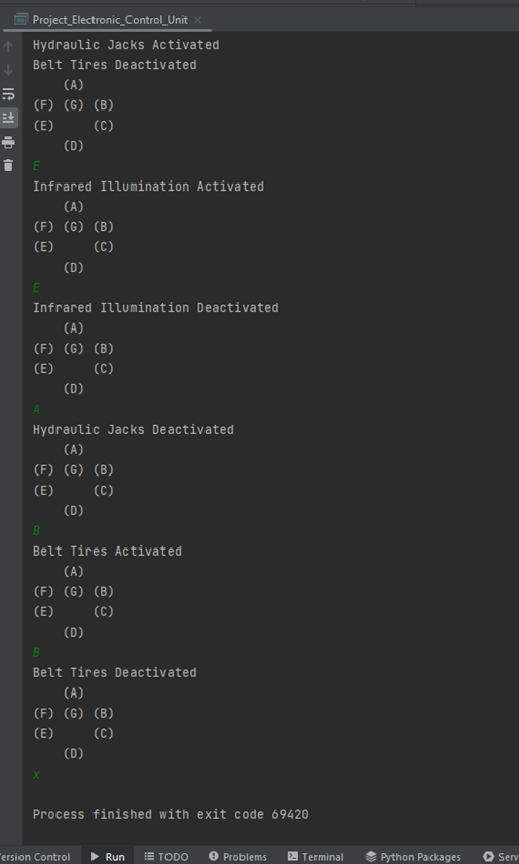 Project_Electronic_Control_Unit ×
Hydraulic Jacks Activated
Belt Tires Deactivated
(A)
(F) (G) (B)
(E) (C)
(D)
E
Infrared Illumination Activated
(A)
(F) (G) (B)
(E) (C)
(D)
E
Infrared Illumination Deactivated
(A)
(F) (G) (B)
(E) (C)
(D)
A
Hydraulic Jacks Deactivated
(A)
(F) (G) (B)
(E) (C)
(D)
B
Belt Tires Activated
(A)
(F) (G) (B)
(E) (C)
(D)
B
Belt Tires Deactivated
(A)
(F) (G) (B)
(E) (C)
(D)
x
Process finished with exit code 69420
ersion Control Run TODO Problems Terminal Python Packages Serv